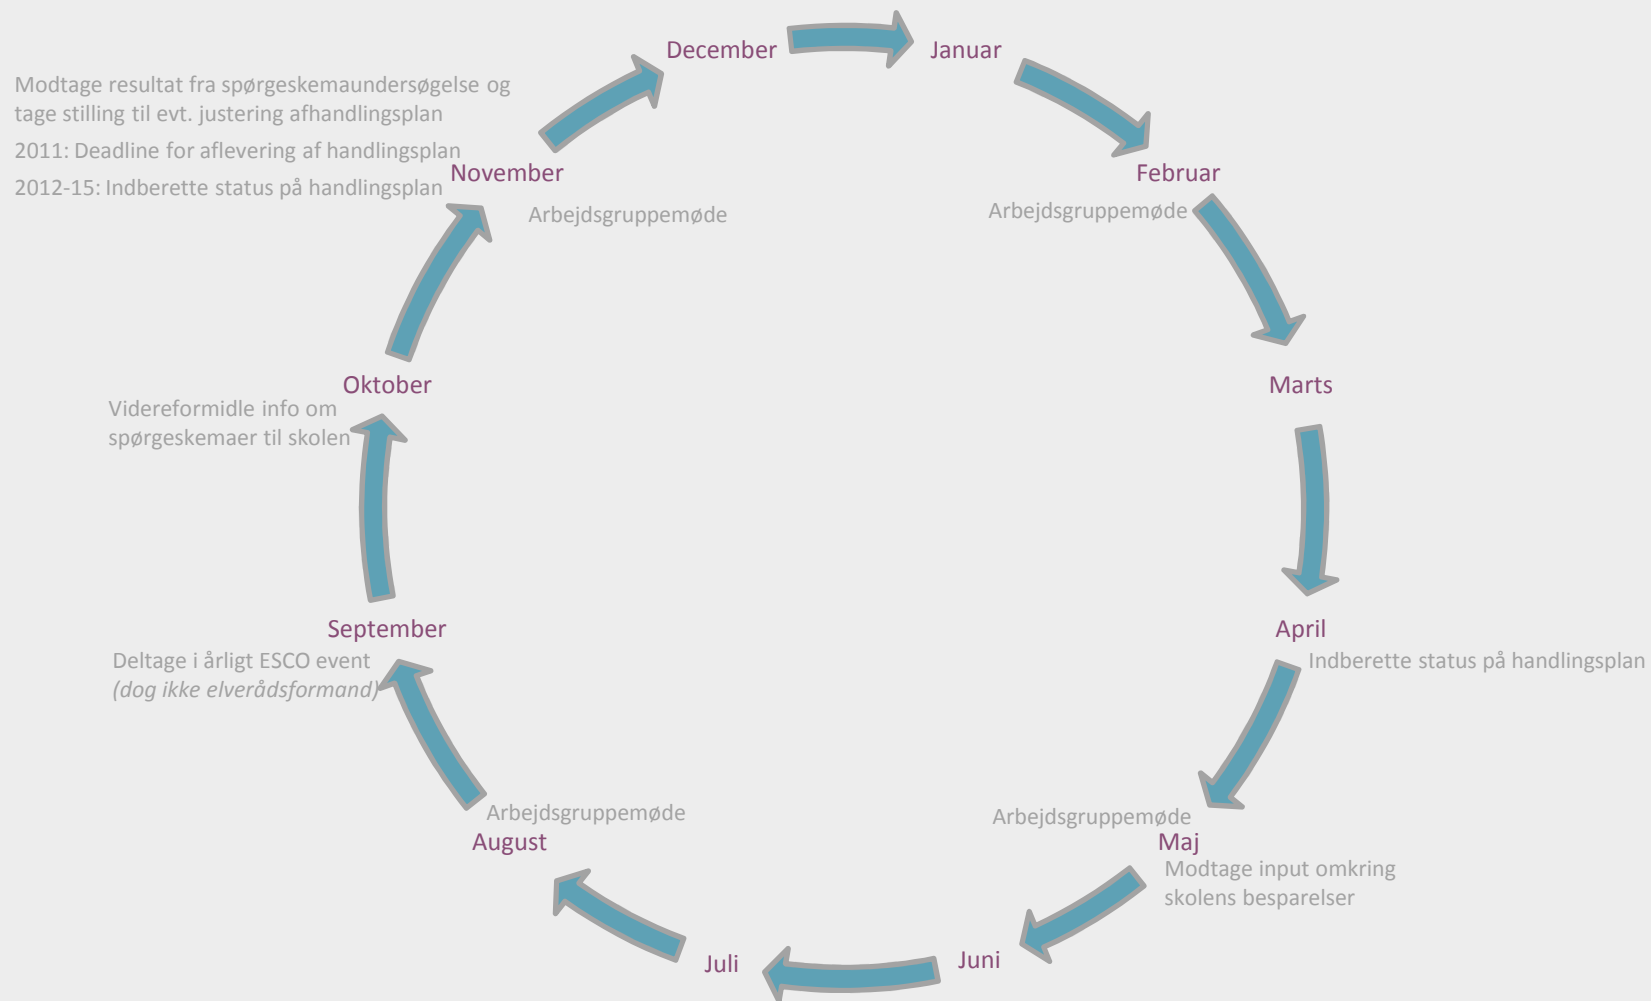 December
Januar
Modtage resultat fra spørgeskemaundersøgelse og
tage stilling til evt. justering afhandlingsplan
2011: Deadline for aflevering af handlingsplan
2012-15: Indberette status på handlingsplan
November
Arbejdsgruppemøde
Februar
Arbejdsgruppemøde
Marts
Oktober
Videreformidle info om
spørgeskemaer til skolen
April
Indberette status på handlingsplan
September
Deltage i årligt ESCO event
(dog ikke elverådsformand)
Arbejdsgruppemøde
Maj
Modtage input omkring
skolens besparelser
Arbejdsgruppemøde
August
Juni
Juli